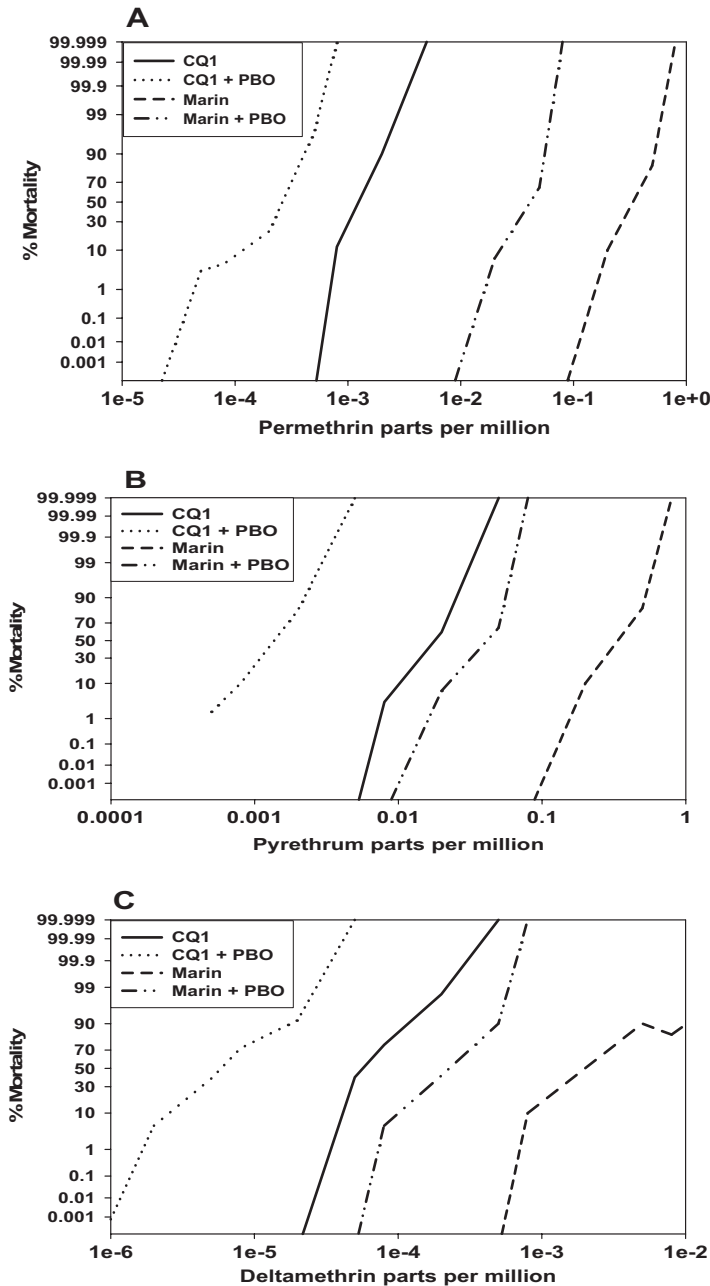 A
99.999
99.99
99.9
99
90
70
50
30
10
1
0.1
0.01
0.001
% Mortality
CQ1
CQ1 + PBO
Marin
Marin + PBO
1e-5 1e-4 1e-3 1e-2 1e-1 1e+0
Permethrin parts per million
B
99.999
99.99
99.9
99
90
70
50
30
10
1
0.1
0.01
0.001
% Mortality
CQ1
CQ1 + PBO
Marin
Marin + PBO
0.0001 0.001 0.01 0.1 1
Pyrethrum parts per million
C
99.999
99.99
99.9
99
90
70
50
30
10
1
0.1
0.01
0.001
% Mortality
CQ1
CQ1 + PBO
Marin
Marin + PBO
1e-6 1e-5 1e-4 1e-3 1e-2
Deltamethrin parts per million